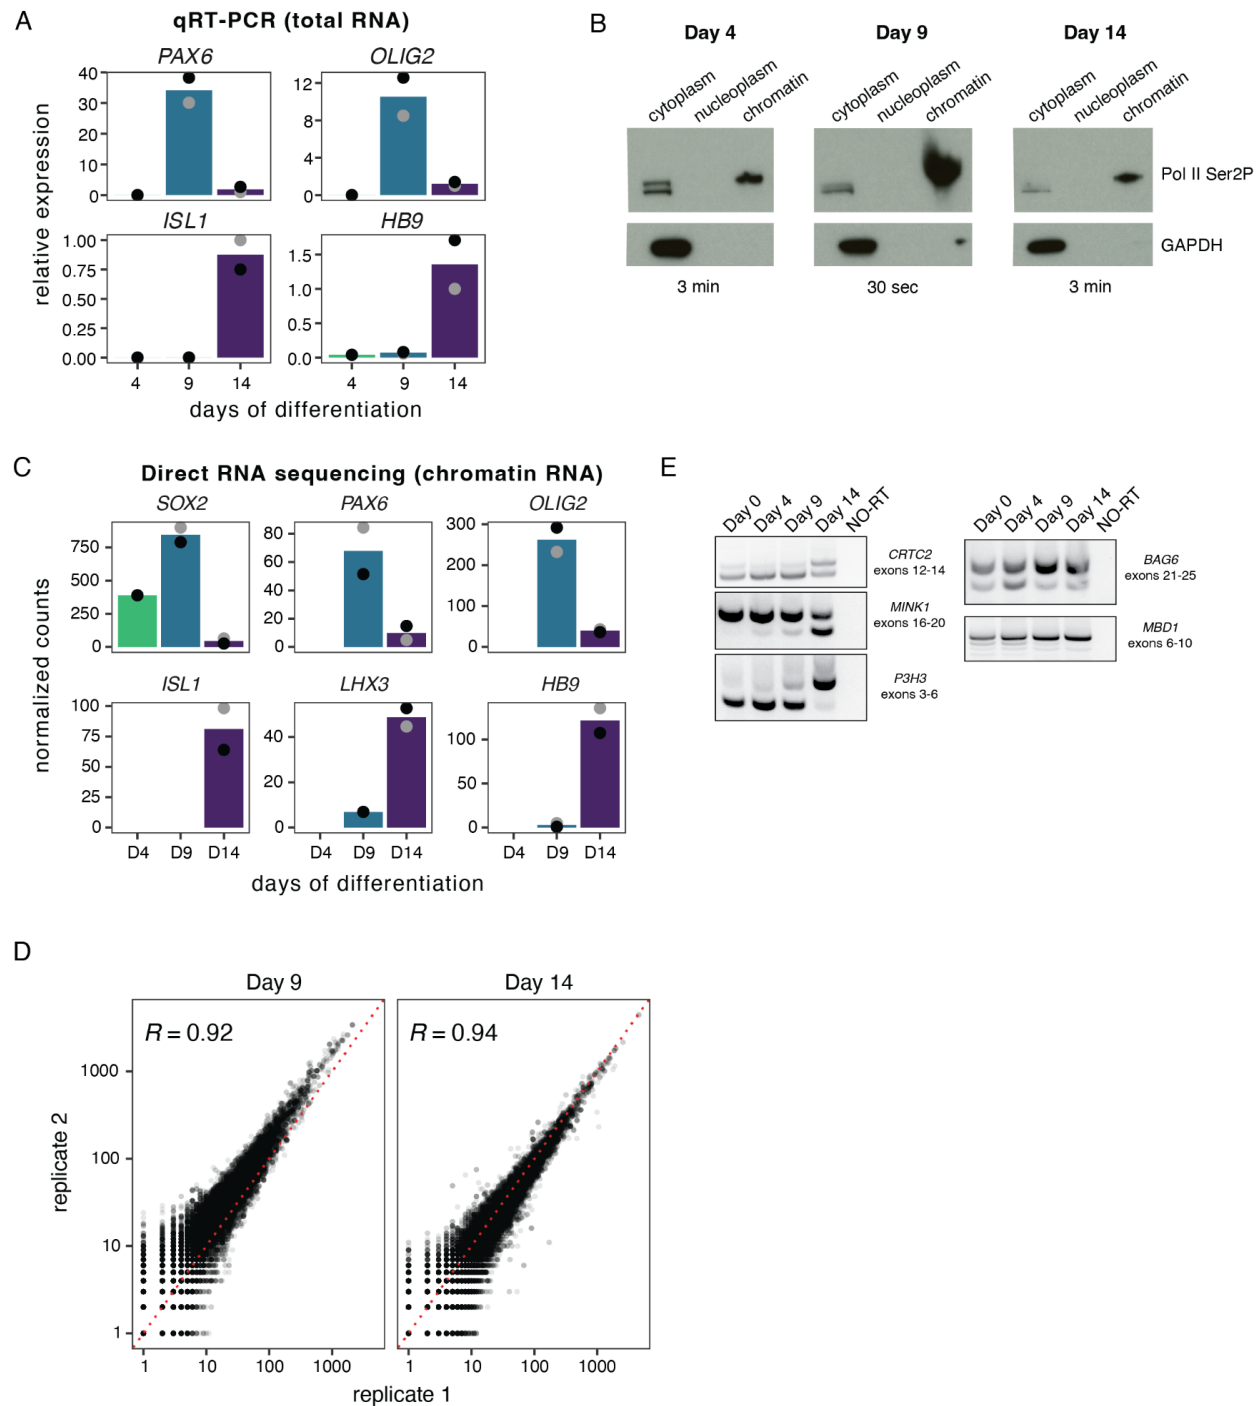 A
qRT-PCR (total RNA)
PAX6
OLIG2
40
30
20
10
0
12
8
4
0
relative expression
ISL1
HB9
1.00
0.75
0.50
0.25
0.00
1.5
1.0
0.5
0.0
4 9 14
4 9 14
days of differentiation
B
Day 4
Day 9
Day 14
cytoplasm
nucleoplasm
chromatin
cytoplasm
nucleoplasm
chromatin
cytoplasm
nucleoplasm
chromatin
Pol II Ser2P
GAPDH
3 min
30 sec
3 min
C
Direct RNA sequencing (chromatin RNA)
SOX2
PAX6
OLIG2
750
500
250
0
80
60
40
20
0
300
200
100
0
normalized counts
ISL1
LHX3
HB9
100
75
50
25
0
40
20
0
100
50
0
D4 D9 D14
D4 D9 D14
D4 D9 D14
days of differentiation
E
Day 0
Day 4
Day 9
Day 14
NO-RT
CRTC2
exons 12-14
MINK1
exons 16-20
P3H3
exons 3-6
Day 0
Day 4
Day 9
Day 14
NO-RT
BAG6
exons 21-25
MBD1
exons 6-10
D
Day 9
Day 14
R = 0.92
R = 0.94
1000
100
10
1
replicate 2
1 10 100 1000
1 10 100 1000
replicate 1